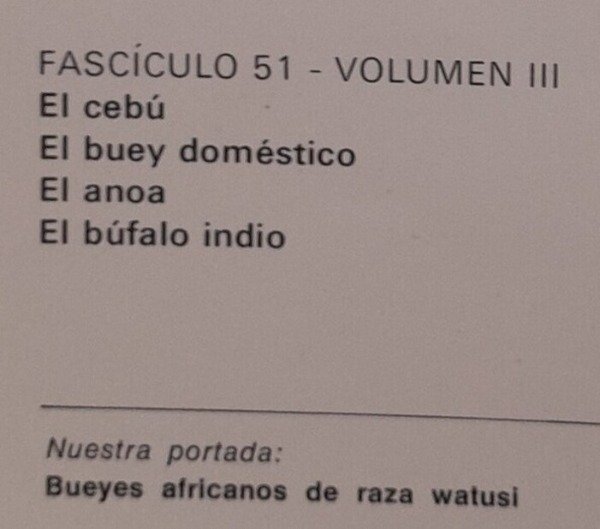 FASCÍCULO 51 - VOLUMEN III
El cebú
El buey doméstico
El anoa
El búfalo indio
Nuestra portada:
Bueyes africanos de raza watusi